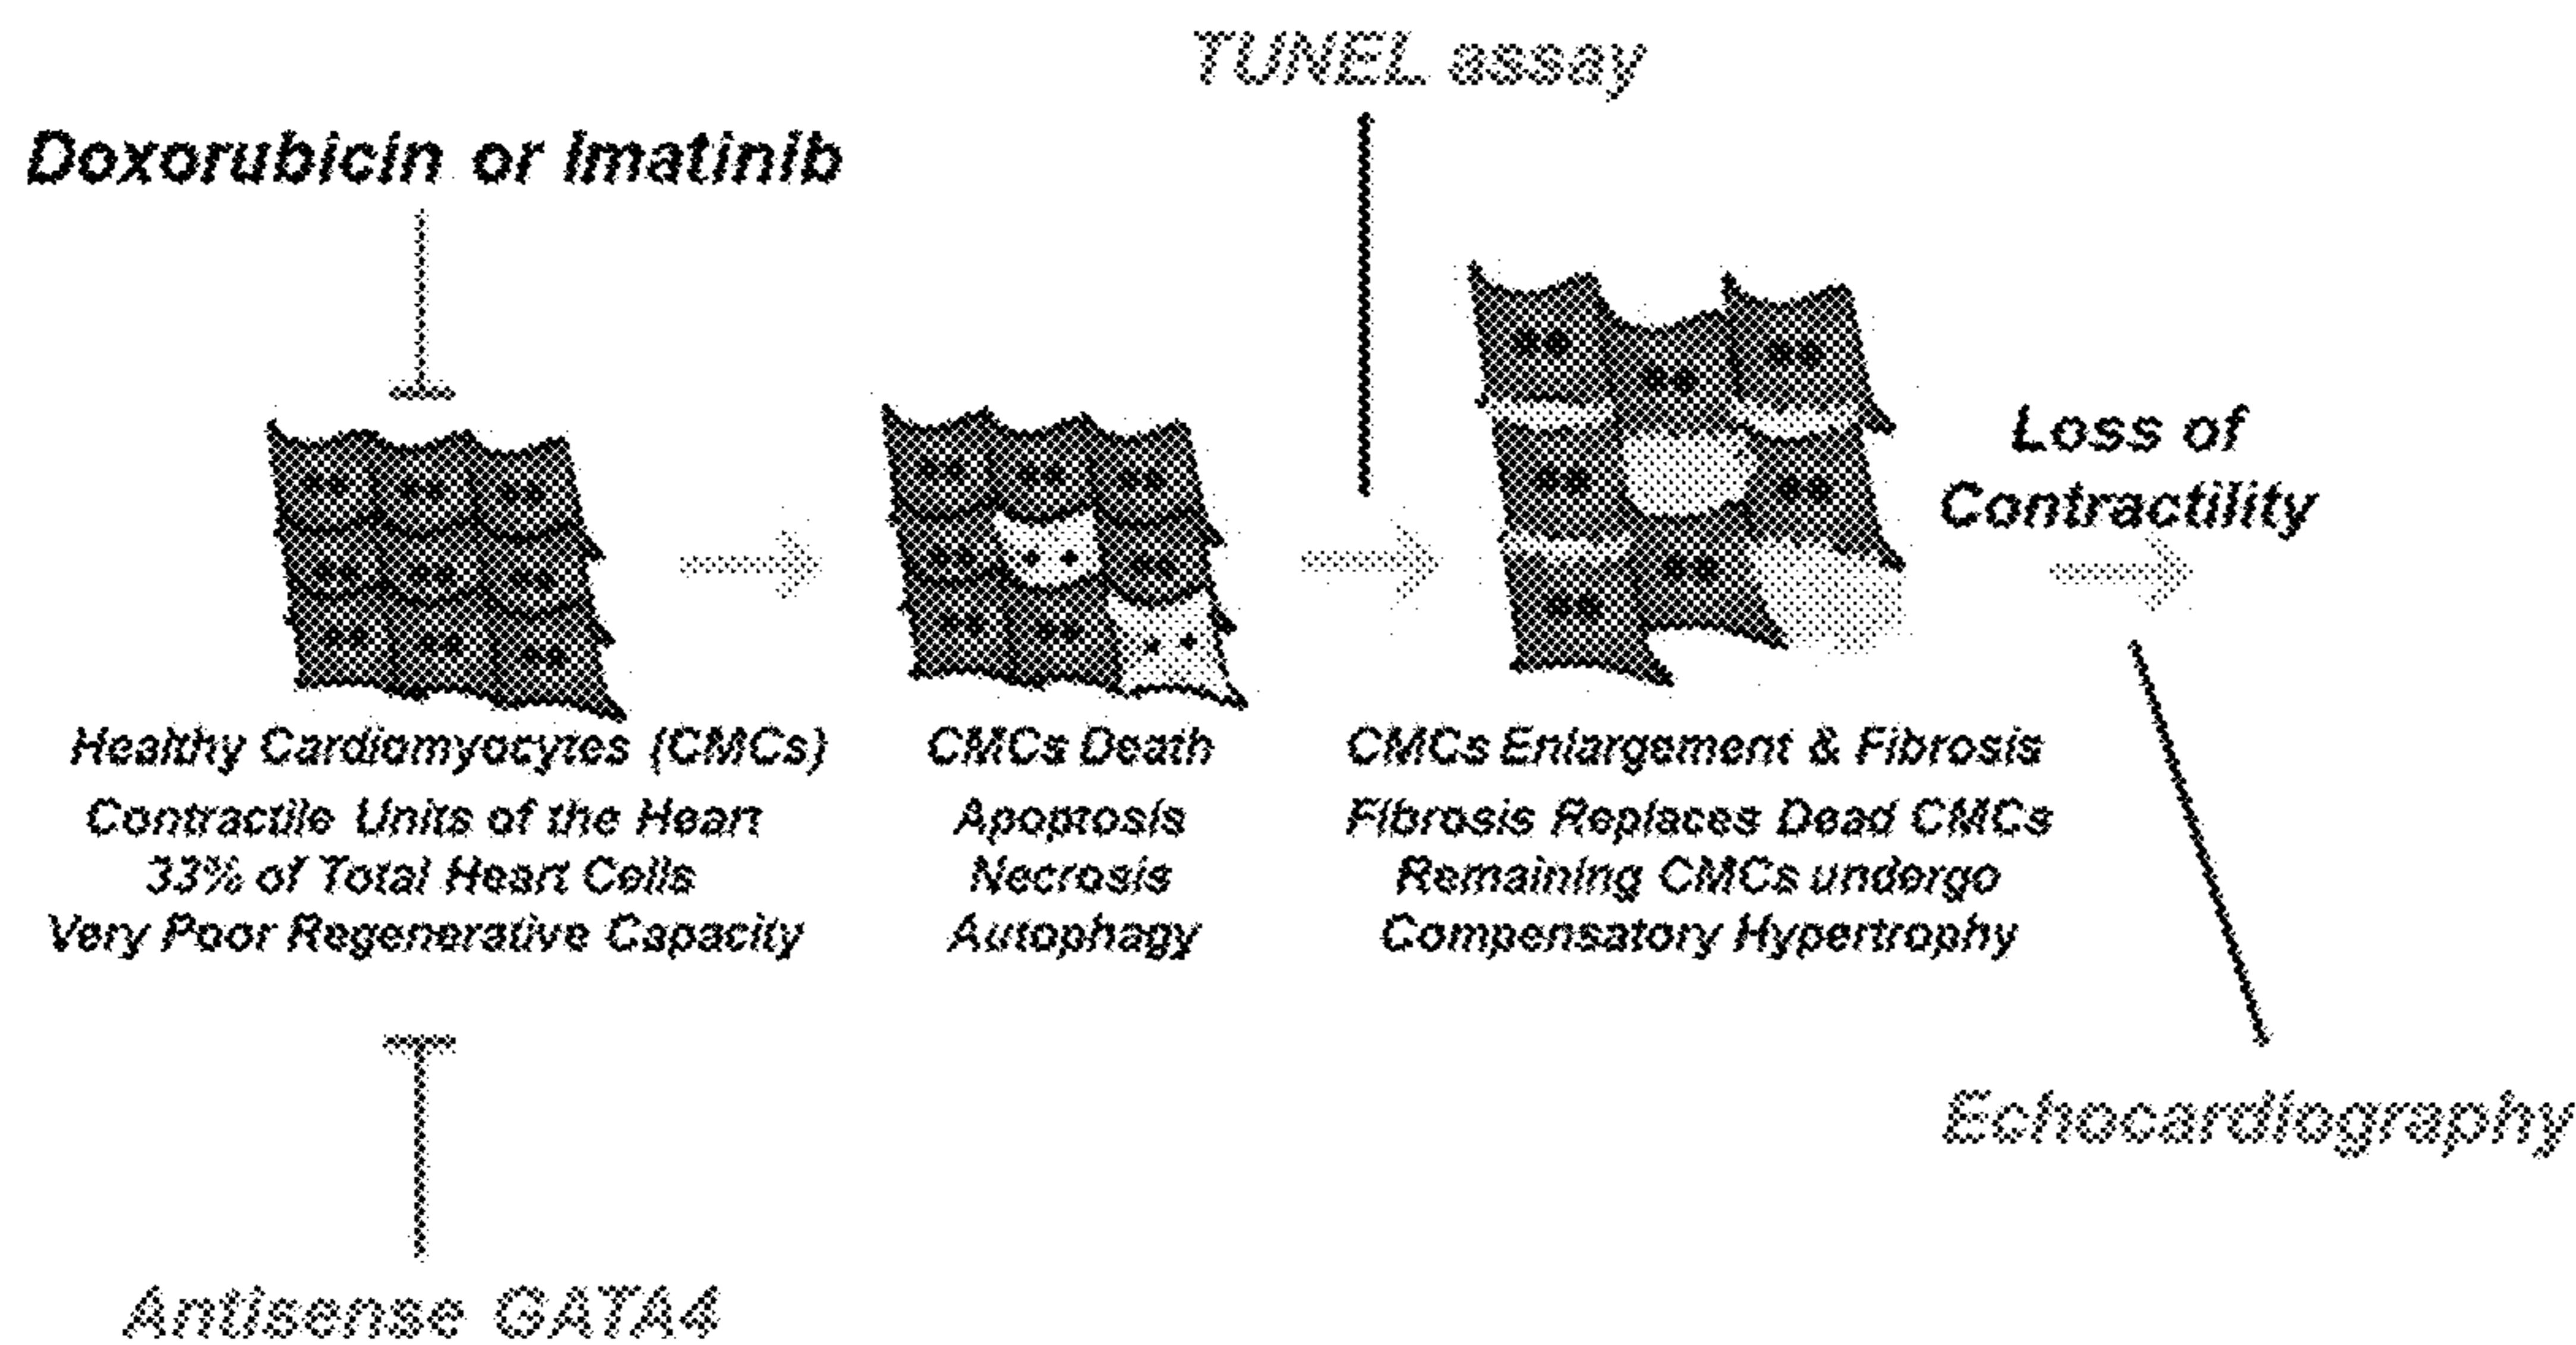 TUNEL assay
Doxorubicin or Imatinib
Loss of
Contractility
Healthy Cardiomyocytes (CMCs)
Contractile Units of the Heart
33% of Total Heart Cells
Very Poor Regenerative Capacity
CMCs Death
Apoptosis
Necrosis
Autophagy
CMCs Enlargement & Fibrosis
Fibrosis Replaces Dead CMCs
Remaining CMCs undergo
Compensatory Hypertrophy
Echocardiography
Antisense GATA4